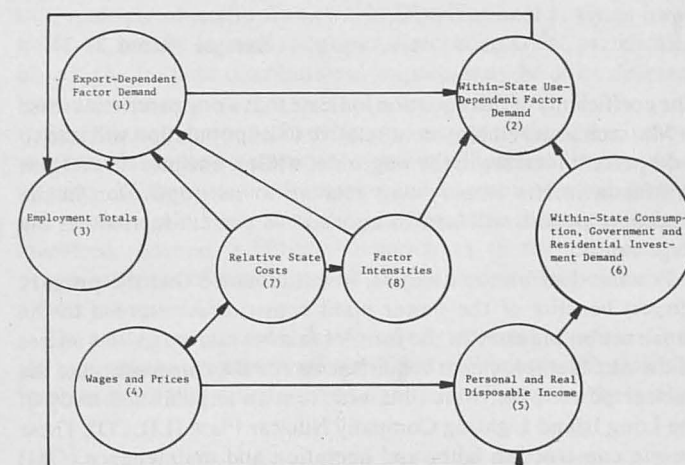 Export-Dependent
Factor Demand
(1)
Within-State Use-
Dependent Factor
Demand
(2)
Employment Totals
(3)
Relative State
Costs
(7)
Factor
Intensities
(8)
Within-State Consump-
tion, Government and
Residential Invest-
ment Demand
(6)
Wages and Prices
(4)
Personal and Real
Disposable Income
(5)